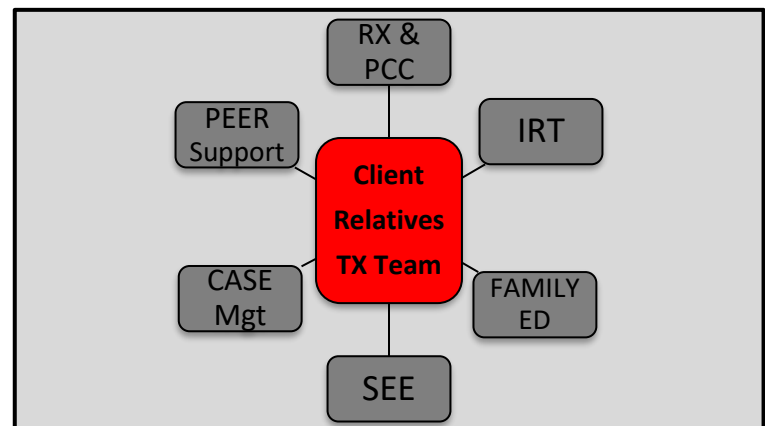 RX &
PCC
PEER
Support
IRT
Client
Relatives
TX Team
CASE
Mgt
FAMILY
ED
SEE